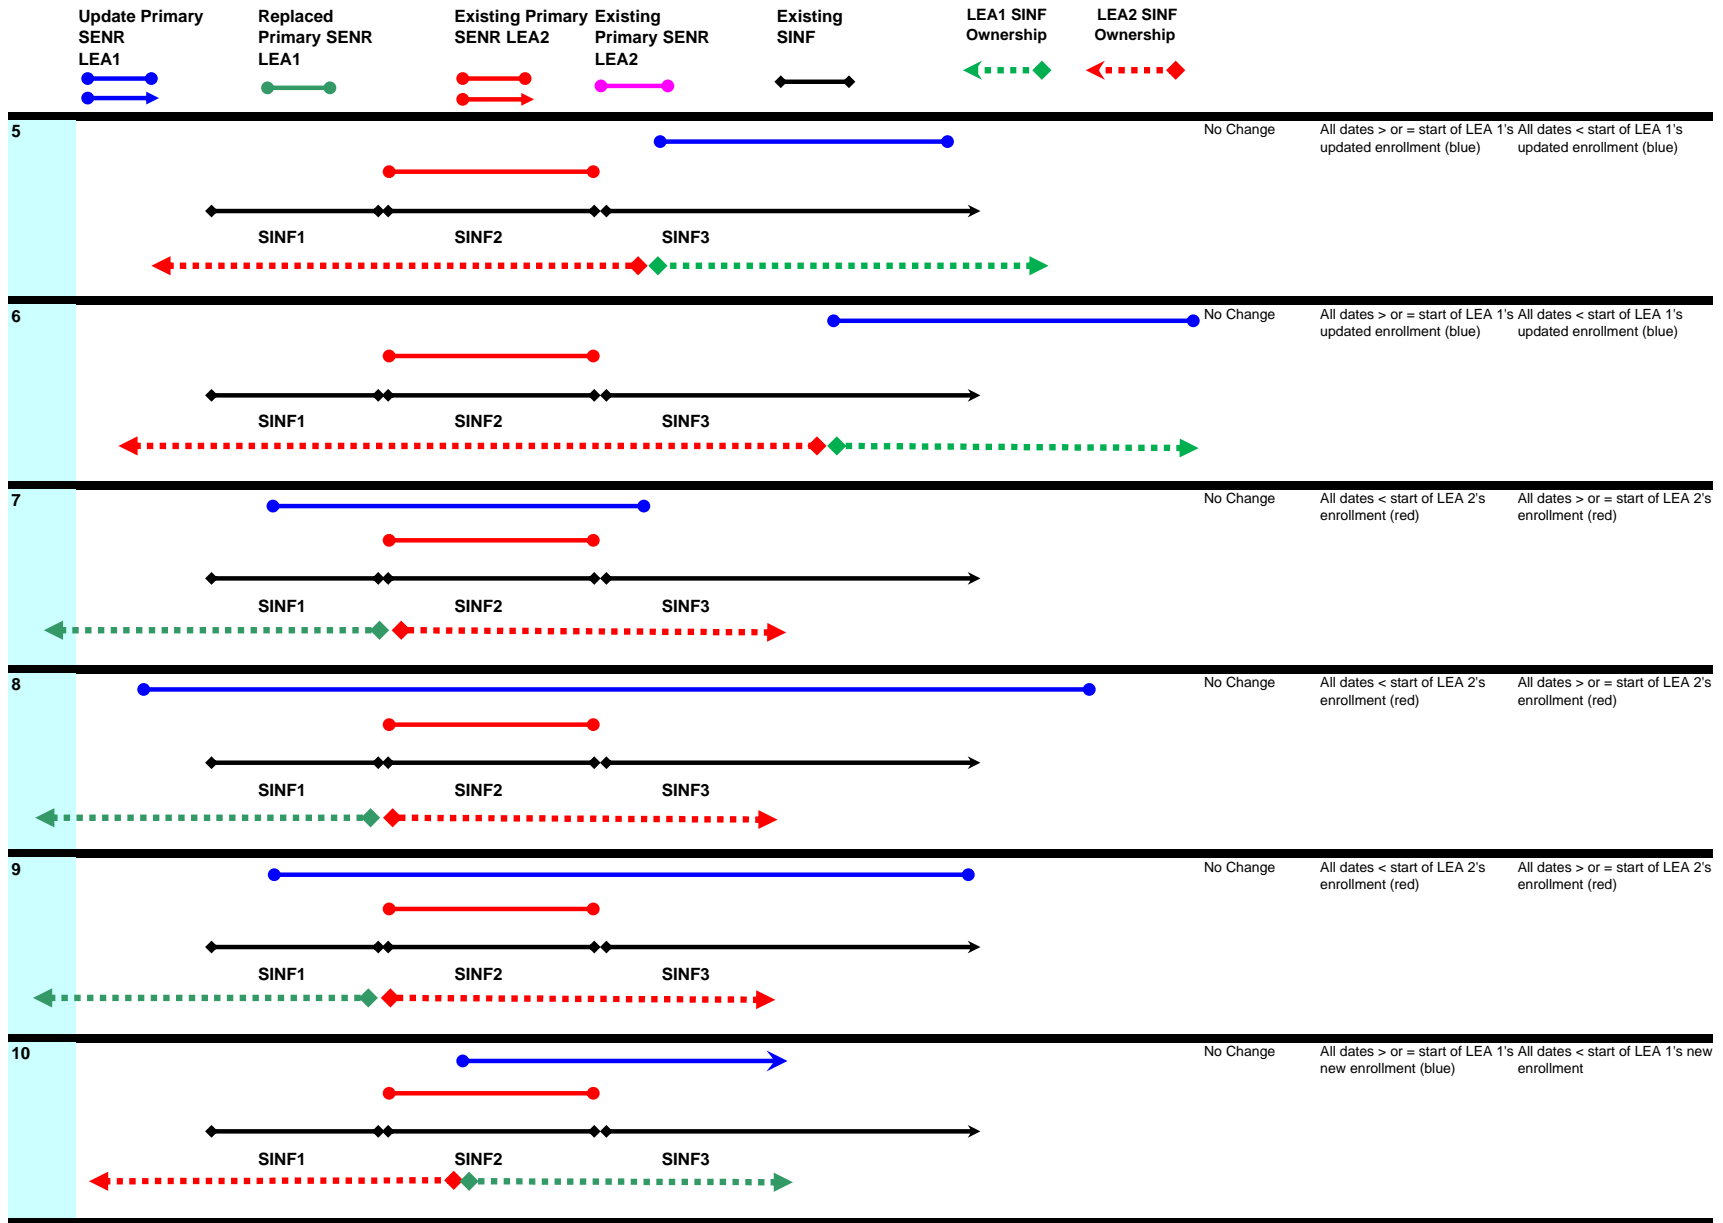 Update Primary
SENR
LEA1
Replaced
Primary SENR
LEA1
Existing Primary
SENR LEA2
Existing
Primary SENR
LEA2
Existing
SINF
LEA1 SINF
Ownership
LEA2 SINF
Ownership
5
No Change
All dates > or = start of LEA 1's
updated enrollment (blue)
All dates < start of LEA 1's
updated enrollment (blue)
SINF1
SINF2
SINF3
6
No Change
All dates > or = start of LEA 1's
updated enrollment (blue)
All dates < start of LEA 1's
updated enrollment (blue)
SINF1
SINF2
SINF3
7
No Change
All dates < start of LEA 2's
enrollment (red)
All dates > or = start of LEA 2's
enrollment (red)
SINF1
SINF2
SINF3
8
No Change
All dates < start of LEA 2's
enrollment (red)
All dates > or = start of LEA 2's
enrollment (red)
SINF1
SINF2
SINF3
9
No Change
All dates < start of LEA 2's
enrollment (red)
All dates > or = start of LEA 2's
enrollment (red)
SINF1
SINF2
SINF3
10
No Change
All dates > or = start of LEA 1's
new enrollment (blue)
All dates < start of LEA 1's new
enrollment
SINF1
SINF2
SINF3